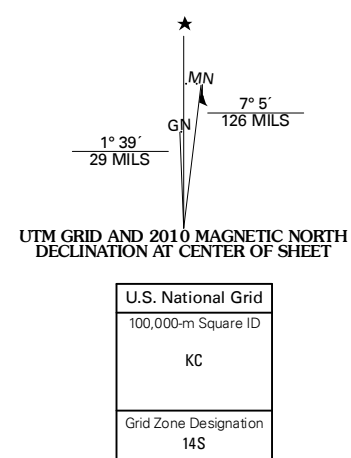 MN
7° 5´
126 MILS
GN
1° 39´
29 MILS
UTM GRID AND 2010 MAGNETIC NORTH
DECLINATION AT CENTER OF SHEET
U.S. National Grid
100,000-m Square ID
KC
Grid Zone Designation
14S